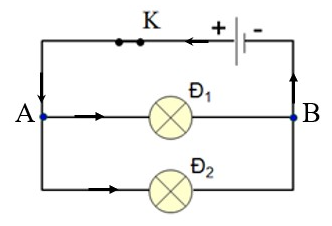 K + -
Đ₁
A B
Đ₂